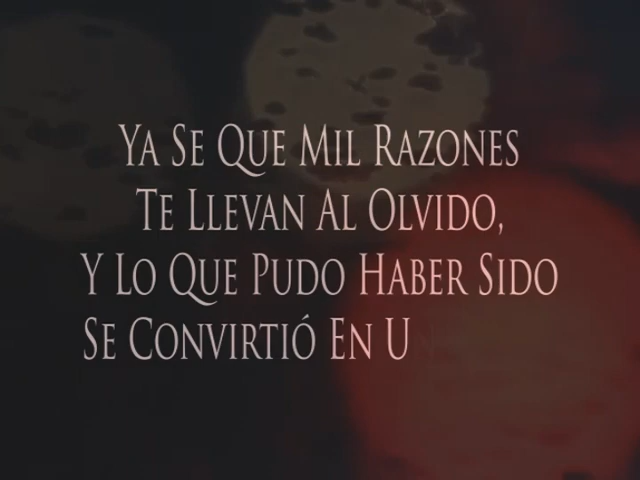 Ya Se Que Mil Razones
Te Llevan Al Olvido,
Y Lo Que Pudo Haber Sido
Se Convirtió En U